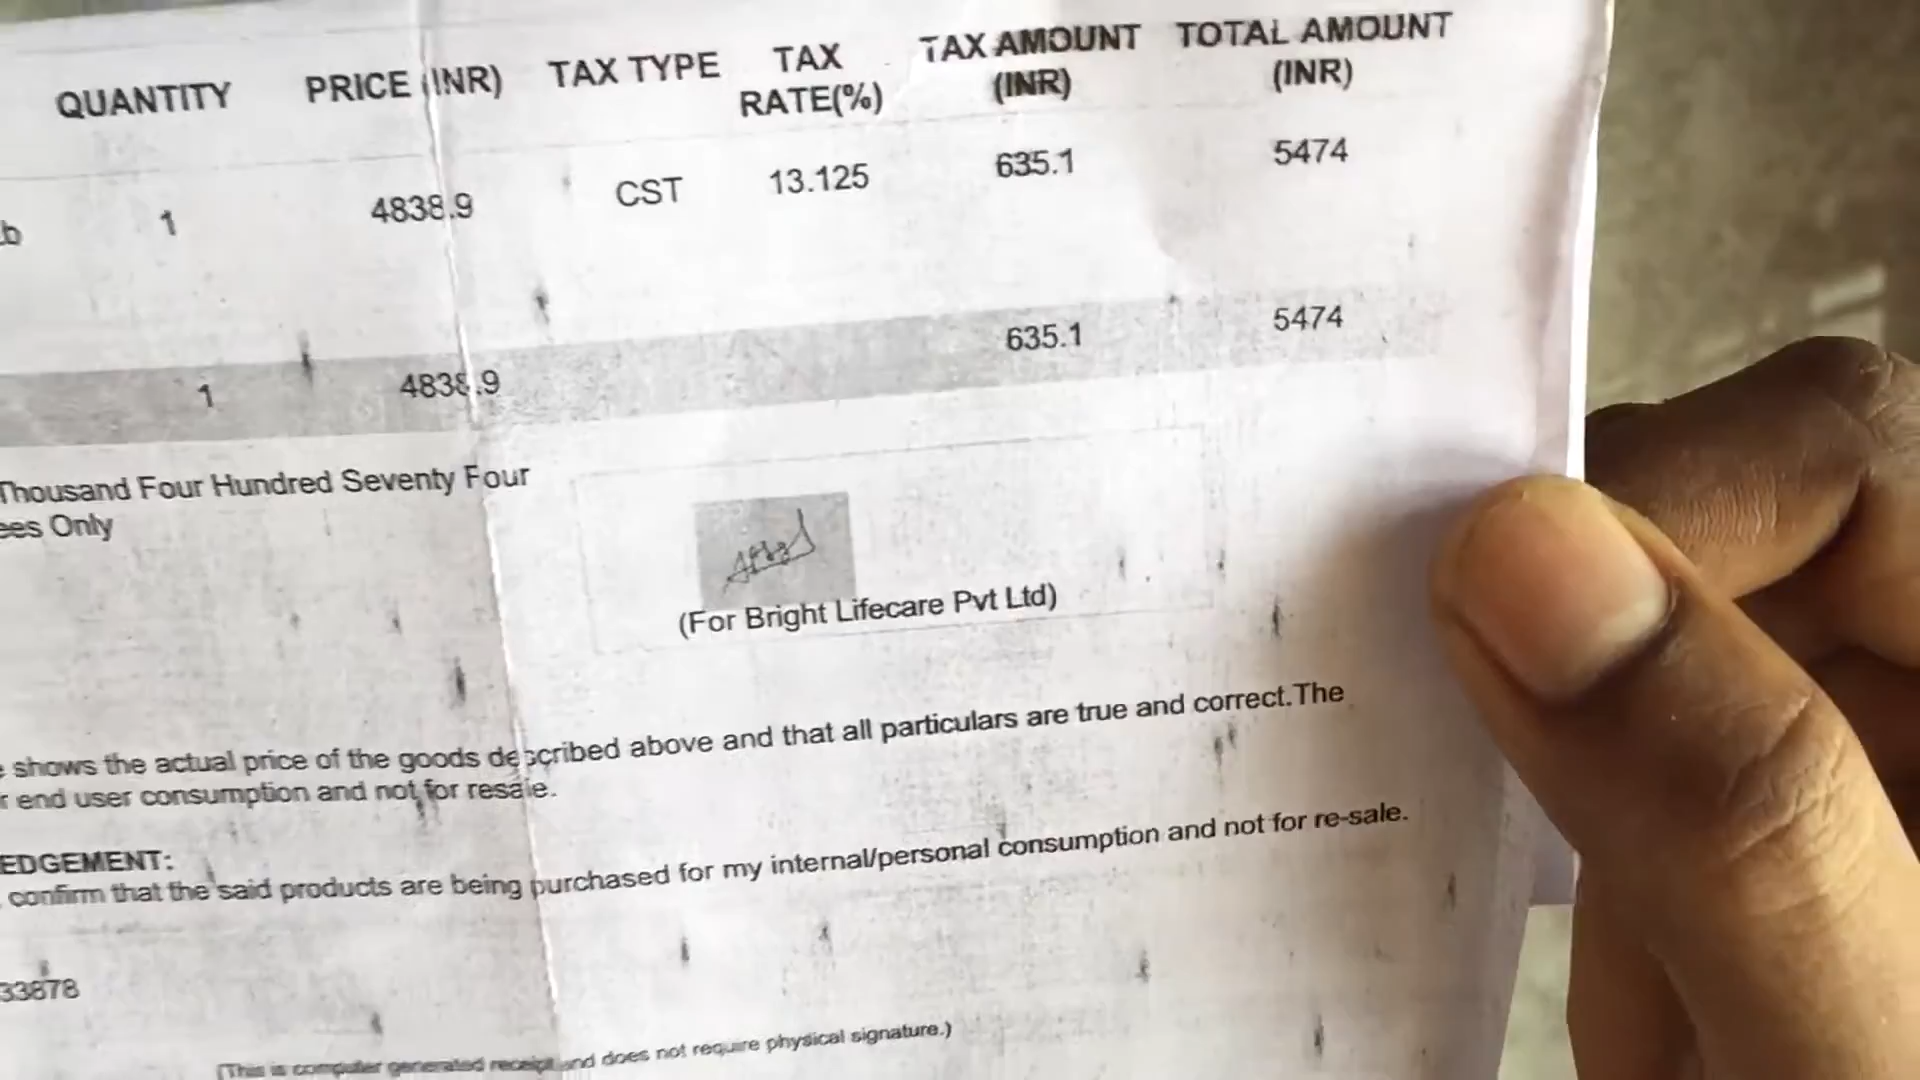 QUANTITY PRICE (INR) TAX TYPE TAX RATE(%) TAX AMOUNT (INR) TOTAL AMOUNT (INR)
1 4838.9 CST 13.125 635.1 5474
1 4838.9 635.1 5474
Thousand Four Hundred Seventy Four
Only
(For Bright Lifecare Pvt Ltd)
shows the actual price of the goods described above and that all particulars are true and correct.The
end user consumption and not for resale.
EDGEMENT:
confirm that the said products are being purchased for my internal/personal consumption and not for re-sale.
33878
(This is computer generated receipt and does not require physical signature.)